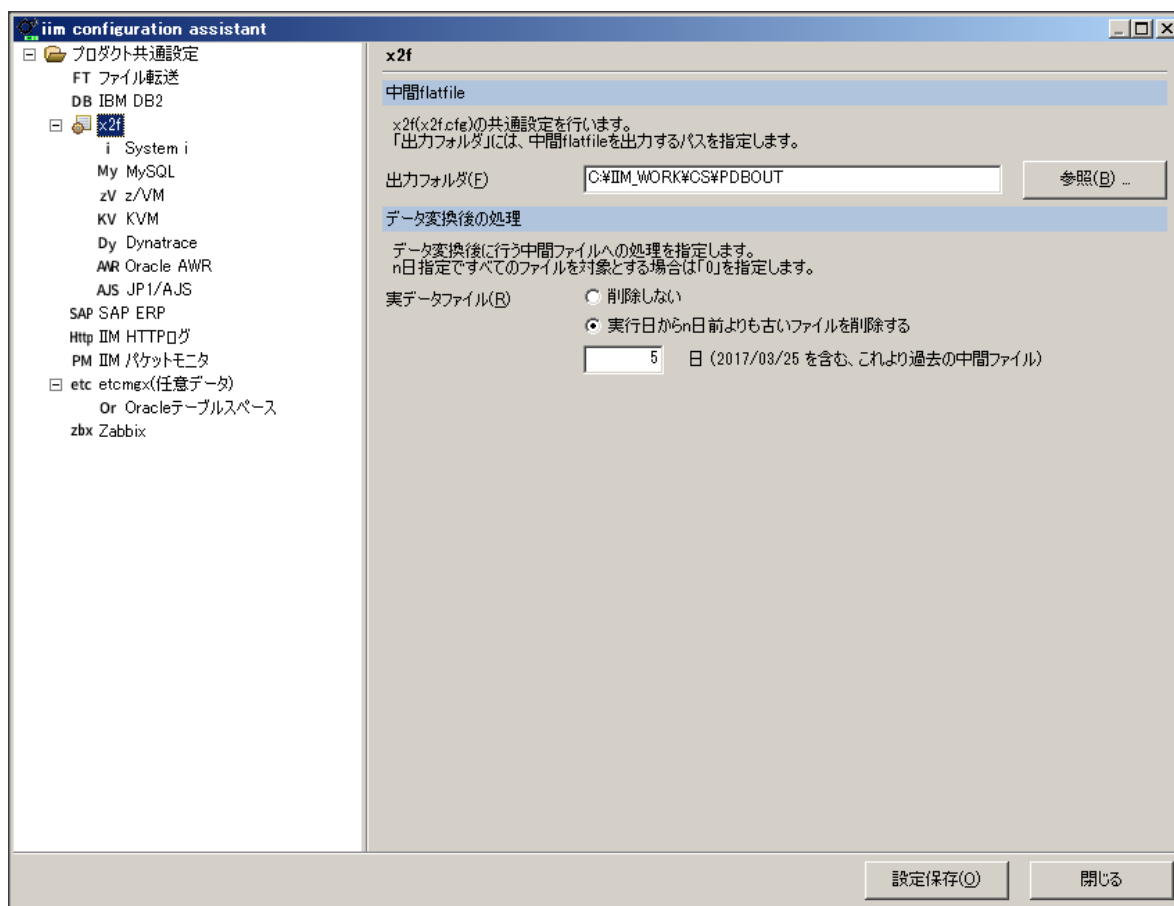 iim configuration assistant
プロダクト共通設定
FT ファイル転送
DB IBM DB2
x2f
i System i
My MySQL
zV z/VM
KV KVM
Dy Dynatrace
AWR Oracle AWR
AJS JP1/AJS
SAP SAP ERP
Http IIM HTTPログ
PM IIM パケットモニタ
etc etcmgx(任意データ)
Or Oracleテーブルスペース
zbx Zabbix
x2f
中間flatfile
x2f(x2f.cfg)の共通設定を行います。
「出力フォルダ」には、中間flatfileを出力するパスを指定します。
出力フォルダ(F) C:¥IIM_WORK¥CS¥PDBOUT 参照(B) ...
データ変換後の処理
データ変換後に行う中間ファイルへの処理を指定します。
n日指定ですべてのファイルを対象とする場合は「0」を指定します。
実データファイル(R) 削除しない
実行日からn日前よりも古いファイルを削除する
5 日 (2017/03/25 を含む、これより過去の中間ファイル)
設定保存(O) 閉じる